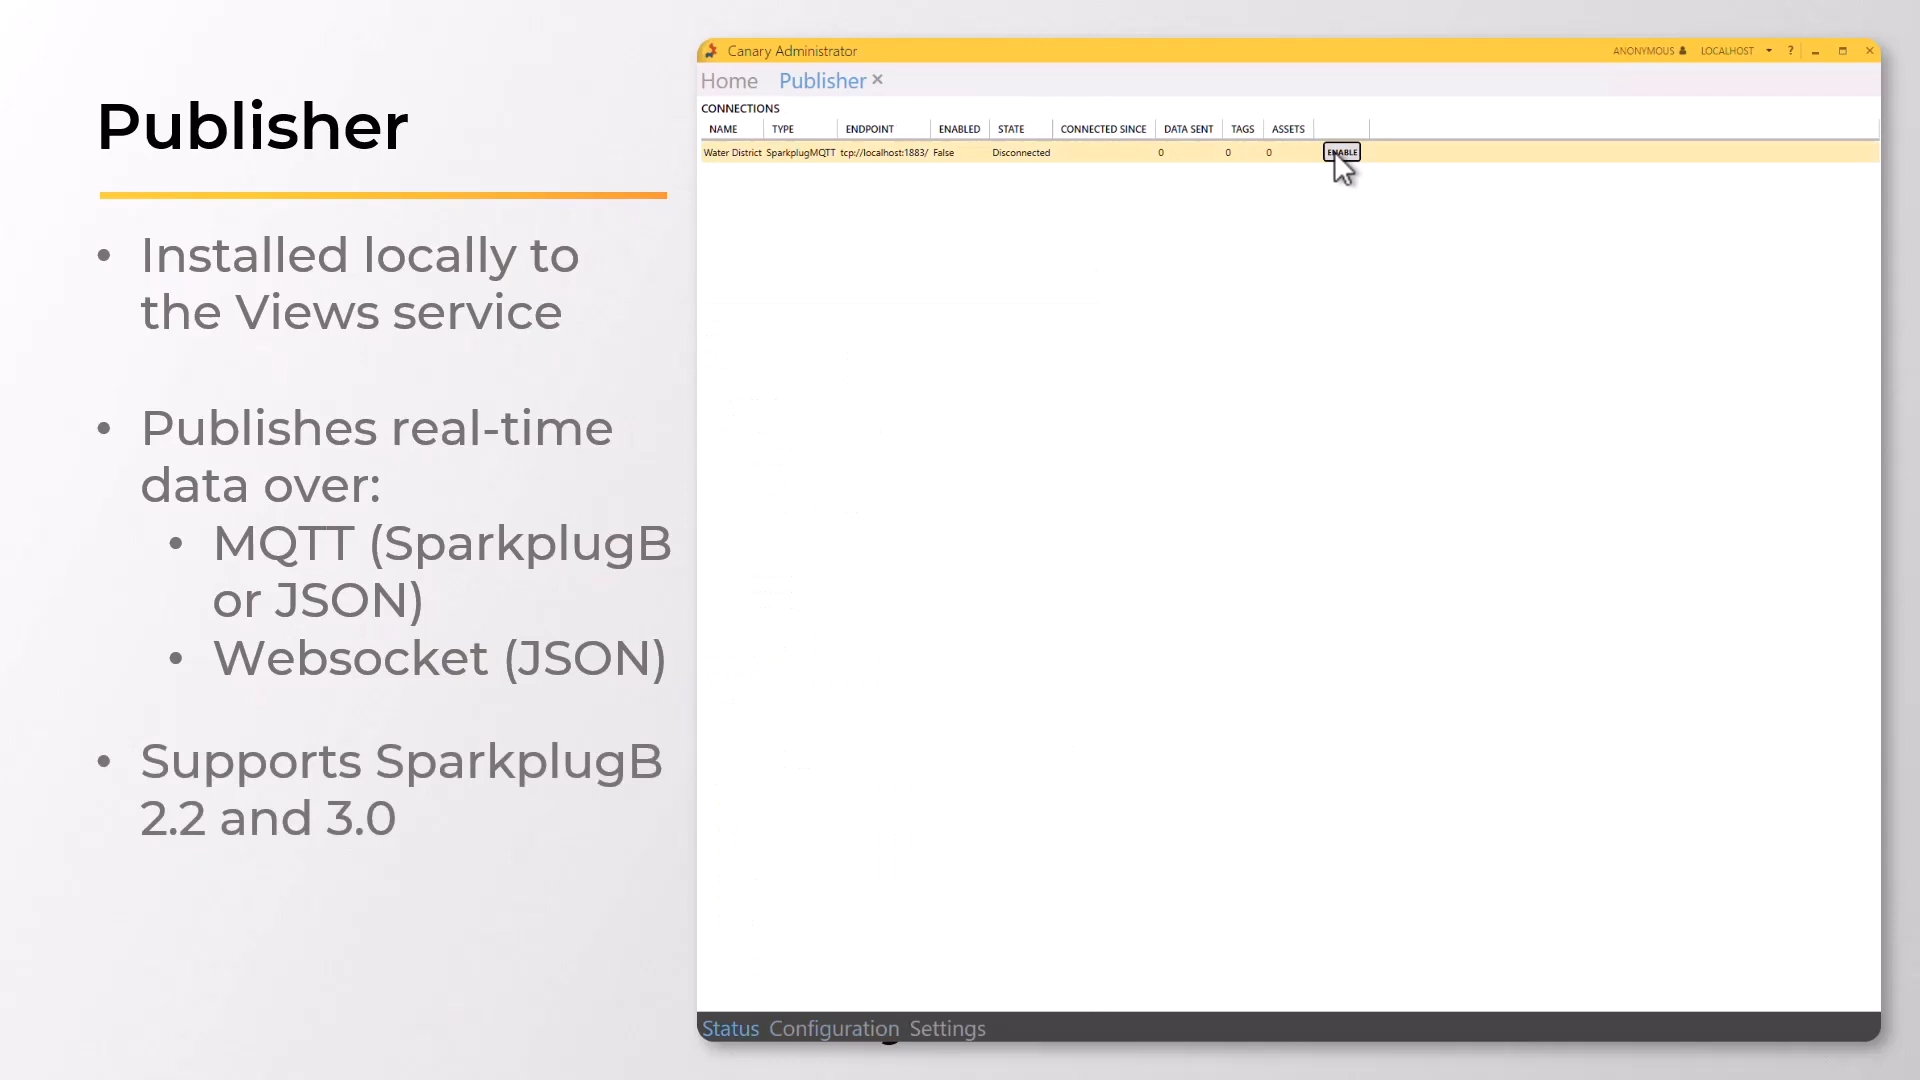 Publisher
• Installed locally to
the Views service
• Publishes real-time
data over:
• MQTT (SparkplugB
or JSON)
• Websocket (JSON)
• Supports SparkplugB
2.2 and 3.0
Canary Administrator
ANONYMOUS LOCALHOST ?
Home Publisher
CONNECTIONS
NAME TYPE ENDPOINT ENABLED STATE CONNECTED SINCE DATA SENT TAGS ASSETS
Water District SparkplugMQTT tcp://localhost:1883/ False Disconnected 0 0 0 ENABLE
Status Configuration Settings